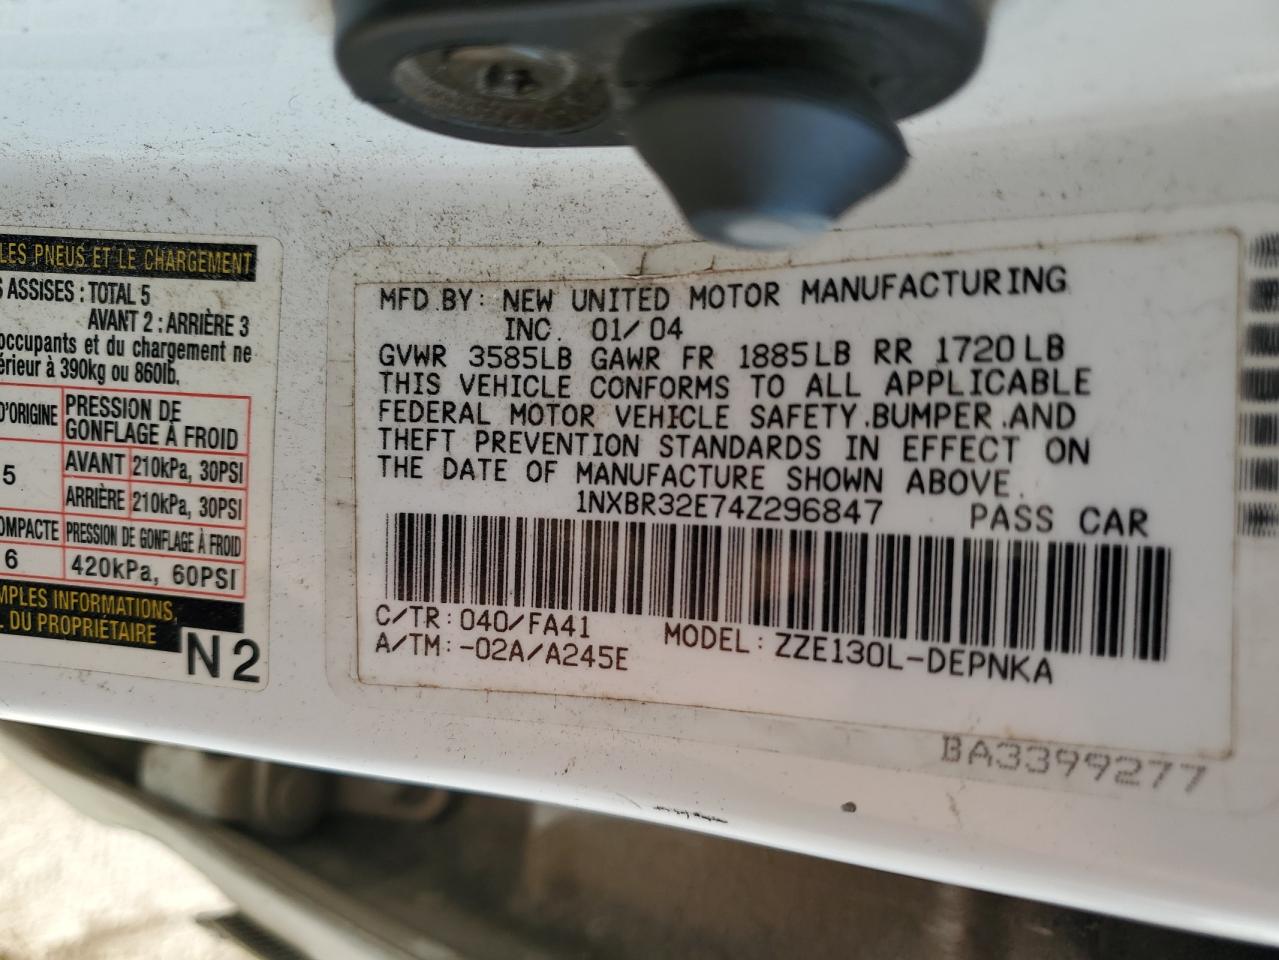 LES PNEUS ET LE CHARGEMENT
ASSISES : TOTAL 5
AVANT 2 : ARRIÈRE 3
occupants et du chargement ne
érieur à 390kg ou 860lb.
D'ORIGINE PRESSION DE
GONFLAGE À FROID
5 AVANT 210kPa, 30PSI
ARRIÈRE 210kPa, 30PSI
OMPACTE PRESSION DE GONFLAGE À FROID
6 420kPa, 60PSI
MPLES INFORMATIONS,
L DU PROPRIÉTAIRE
N2
MFD.BY: NEW UNITED MOTOR MANUFACTURING
INC. 01/04
GVWR 3585LB GAWR FR 1885LB RR 1720LB
THIS VEHICLE CONFORMS TO ALL APPLICABLE
FEDERAL MOTOR VEHICLE SAFETY.BUMPER.AND
THEFT PREVENTION STANDARDS IN EFFECT ON
THE DATE OF MANUFACTURE SHOWN ABOVE.
1NXBR32E74Z296847 PASS CAR
C/TR:040/FA41
A/TM:-02A/A245E
MODEL:ZZE130L-DEPNKA
BA3399277